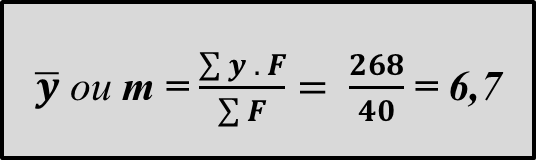 y̅ ou m = ∑ y . F / ∑ F = 268 / 40 = 6,7